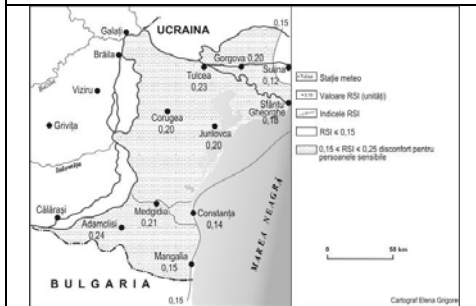 0,15
UCRAINA
Galați
Brăila
Gorgova 0,20
Tulcea
0,23
Sulina
0,12
Viziru
Sfântu
Gheorghe
0,18
Corugea
0,20
Jurilovca
0,20
Grivița
Ialomița
Călărași
Medgidia
0,21
Constanța
0,14
Adamclisi
0,24
Mangalia
0,15
MAREA NEAGRĂ
BULGARIA
0,15
Tulcea
Stație meteo
Valoare RSI (unități)
Indicele RSI
RSI < 0,15
0,15 < RSI < 0,25 disconfort pentru
persoanele sensibile
0
58 km
Cartograf Elena Grigore